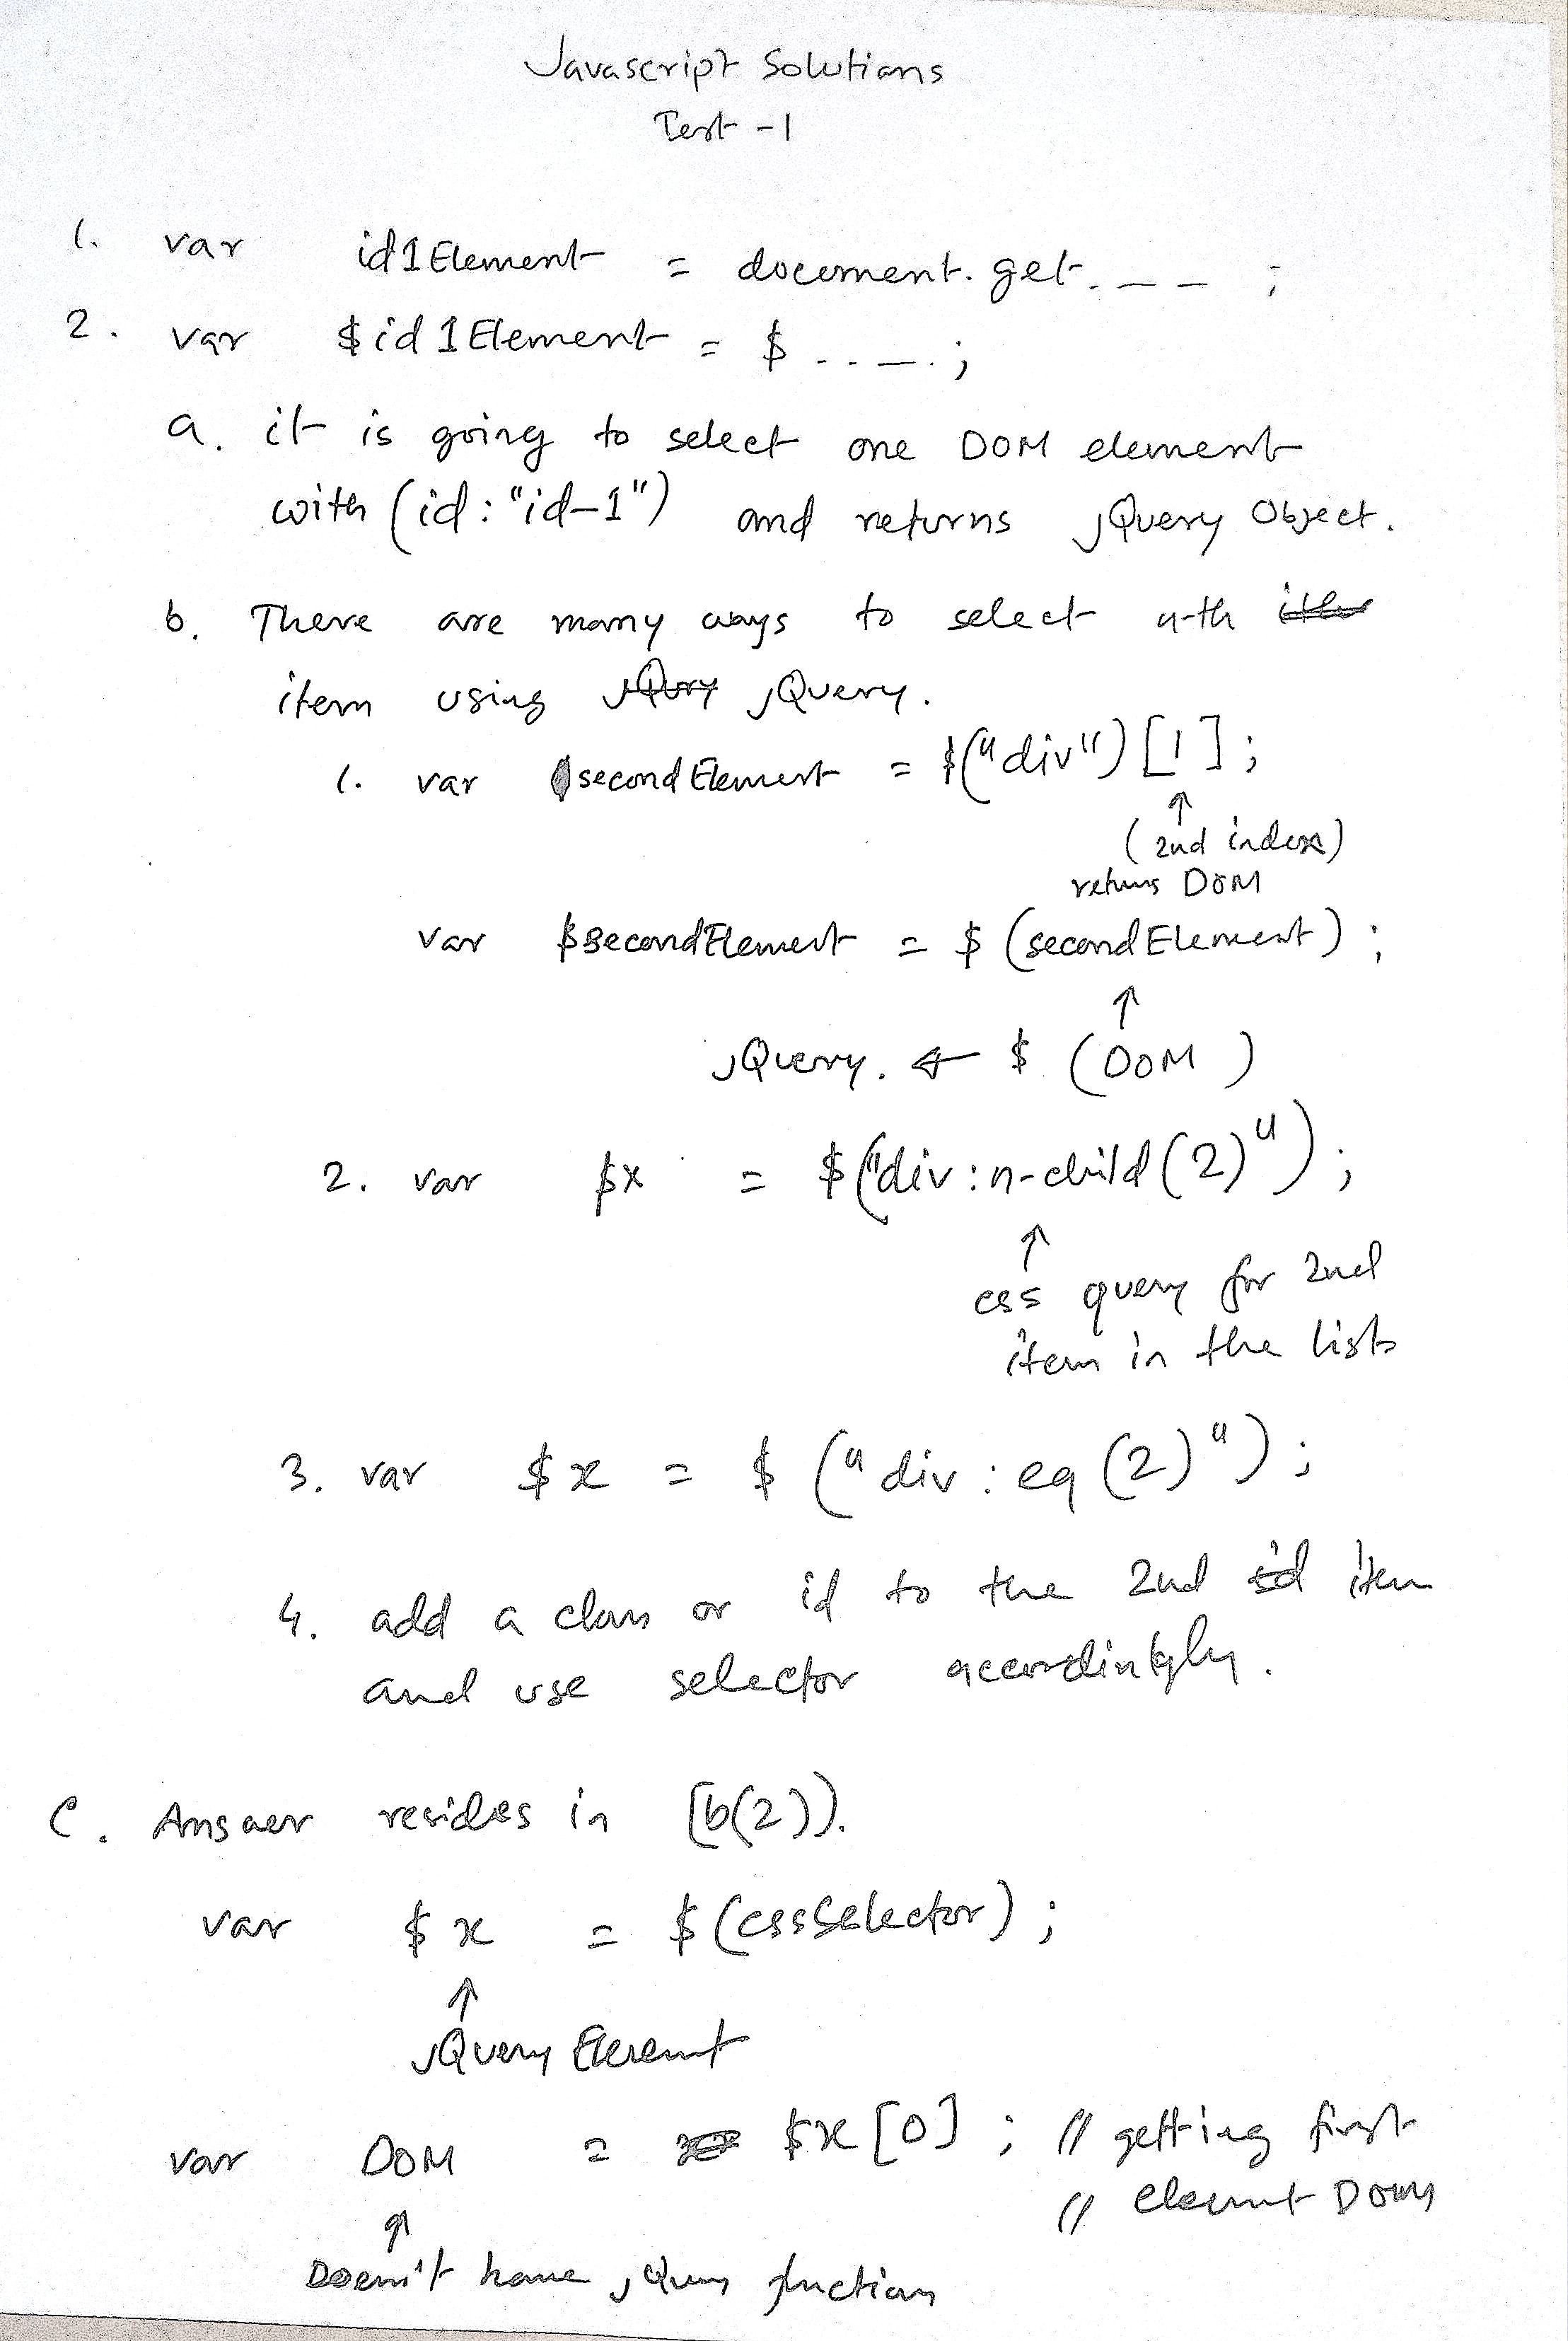 Javascript Solutions
Test -1
1. var id1Element = document.get. _ _ ;
2. var $id1Element = $ . . _ . ;
a. it is going to select one DOM element
with (id: "id-1") and returns jQuery Object.
b. There are many ways to select n-th
item using jQuery.
1. var secondElement = $("div")[1];
↑
(2nd index)
returns DOM
var $secondElement = $ (secondElement) ;
↑
jQuery. ← $ (DOM)
2. var $x = $("div:n-child(2)");
↑
css query for 2nd
item in the list
3. var $x = $ ("div:eq(2)");
4. add a class or id to the 2nd item
and use selector accordingly.
C. Answer resides in [b(2)).
var $x = $(cssSelector);
↑
jQuery Element
var DOM = $x[0]; // getting first
// element DOM
↑
Doesn't have jQuery function